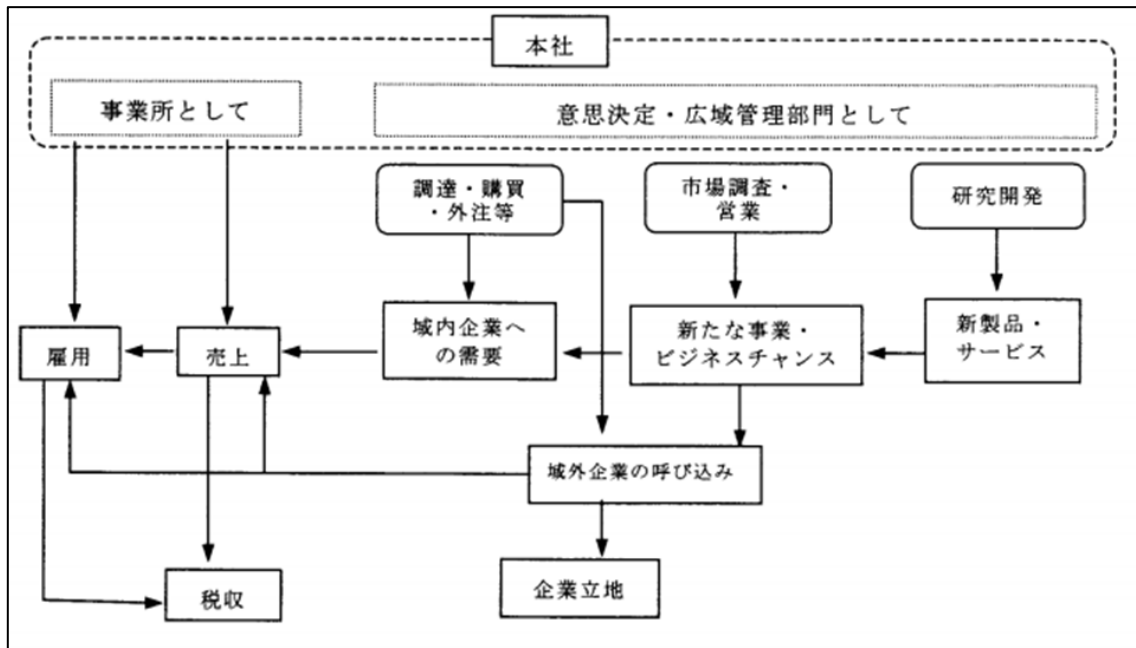 本社
事業所として
意思決定・広域管理部門として
調達・購買
・外注等
市場調査・
営業
研究開発
雇用
売上
域内企業へ
の需要
新たな事業・
ビジネスチャンス
新製品・
サービス
域外企業の呼び込み
税収
企業立地